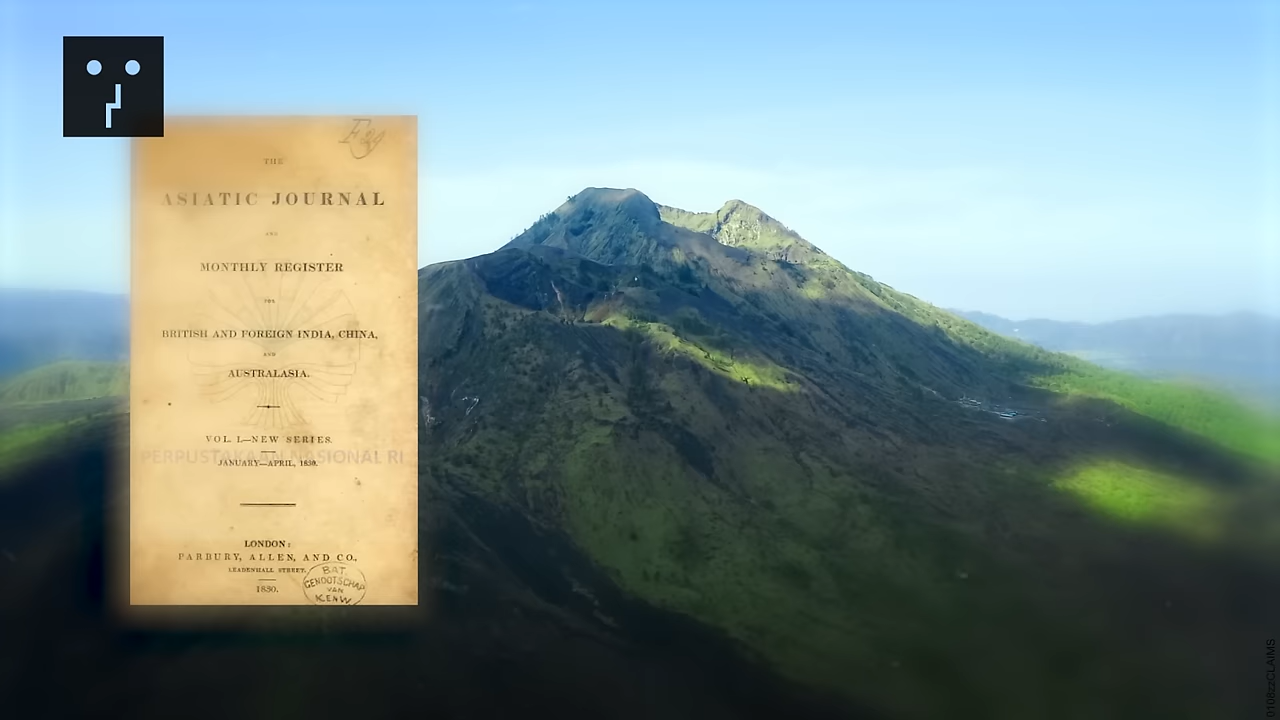 THE
ASIATIC JOURNAL
AND
MONTHLY REGISTER
FOR
BRITISH AND FOREIGN INDIA, CHINA,
AND
AUSTRALASIA.
VOL. I.—NEW SERIES.
PERPUSTAKAAN NASIONAL RI
JANUARY—APRIL, 1830.
LONDON:
PARBURY, ALLEN, AND CO.,
LEADENHALL STREET.
1830.
BAT.
GENOOTSCHAP
VAN
K.EN.W